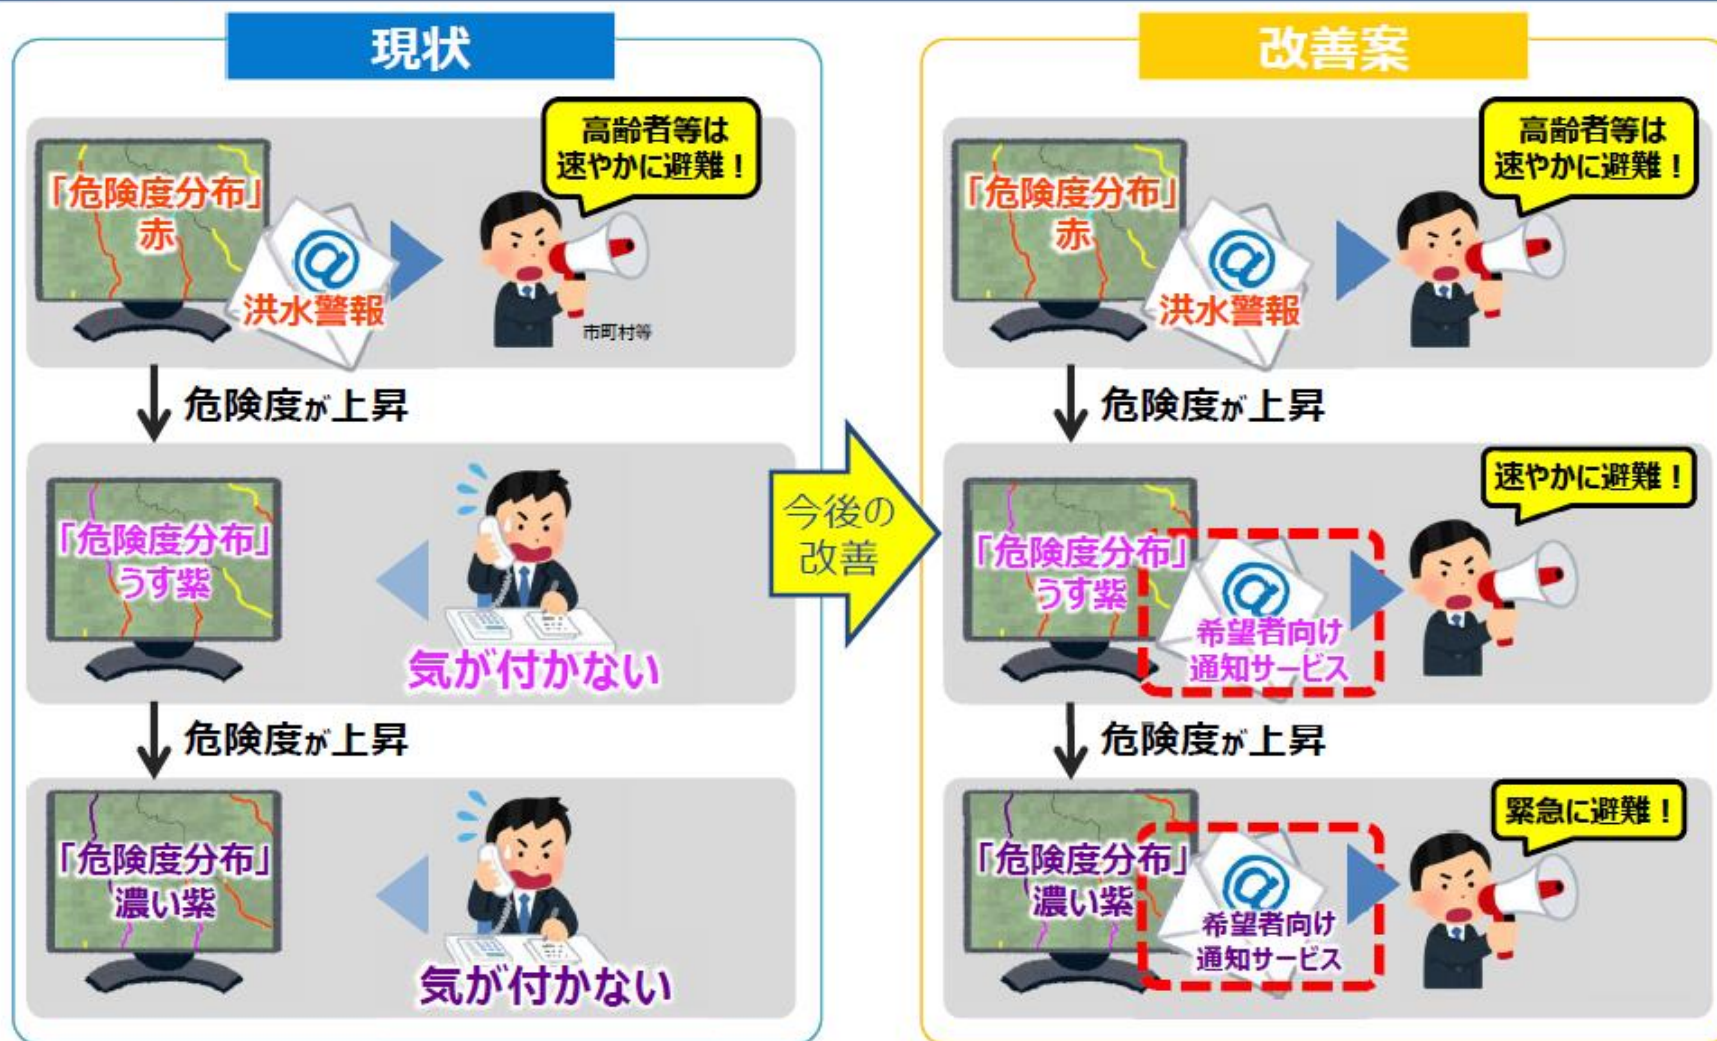 現状
高齢者等は
速やかに避難！
「危険度分布」
赤
洪水警報
市町村等
危険度が上昇
「危険度分布」
うす紫
気が付かない
危険度が上昇
「危険度分布」
濃い紫
気が付かない
今後の
改善
改善案
高齢者等は
速やかに避難！
「危険度分布」
赤
洪水警報
危険度が上昇
速やかに避難！
「危険度分布」
うす紫
希望者向け
通知サービス
危険度が上昇
緊急に避難！
「危険度分布」
濃い紫
希望者向け
通知サービス